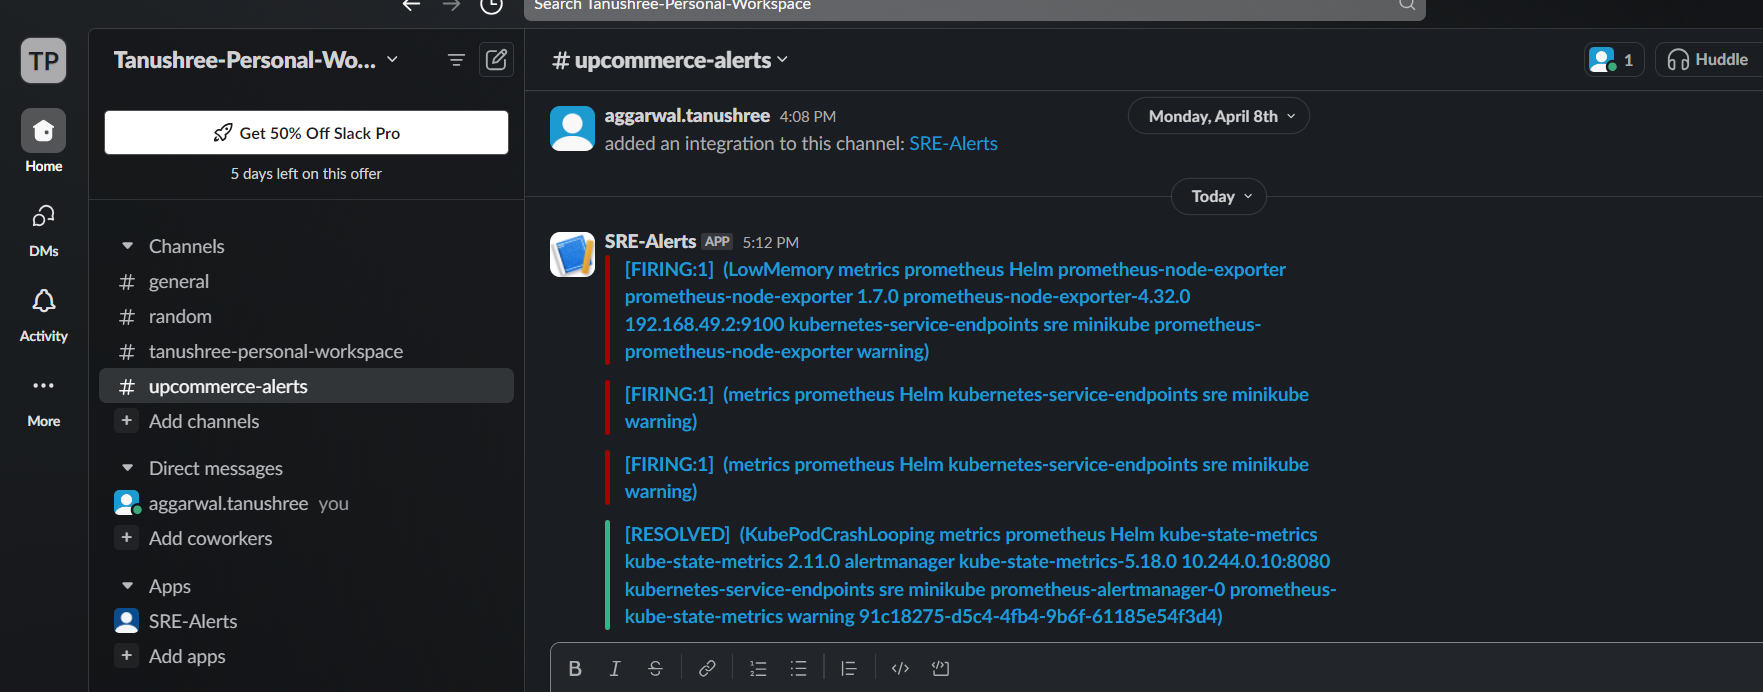 Search Tanushree-Personal-Workspace
TP
Home
DMs
Activity
More
Tanushree-Personal-Wo...
Get 50% Off Slack Pro
5 days left on this offer
Channels
# general
# random
# tanushree-personal-workspace
# upcommerce-alerts
+ Add channels
Direct messages
aggarwal.tanushree you
+ Add coworkers
Apps
SRE-Alerts
+ Add apps
# upcommerce-alerts
1
Huddle
Monday, April 8th
aggarwal.tanushree 4:08 PM
added an integration to this channel: SRE-Alerts
Today
SRE-Alerts APP 5:12 PM
[FIRING:1] (LowMemory metrics prometheus Helm prometheus-node-exporter
prometheus-node-exporter 1.7.0 prometheus-node-exporter-4.32.0
192.168.49.2:9100 kubernetes-service-endpoints sre minikube prometheus-
prometheus-node-exporter warning)
[FIRING:1] (metrics prometheus Helm kubernetes-service-endpoints sre minikube
warning)
[FIRING:1] (metrics prometheus Helm kubernetes-service-endpoints sre minikube
warning)
[RESOLVED] (KubePodCrashLooping metrics prometheus Helm kube-state-metrics
kube-state-metrics 2.11.0 alertmanager kube-state-metrics-5.18.0 10.244.0.10:8080
kubernetes-service-endpoints sre minikube prometheus-alertmanager-0 prometheus-
kube-state-metrics warning 91c18275-d5c4-4fb4-9b6f-61185e54f3d4)